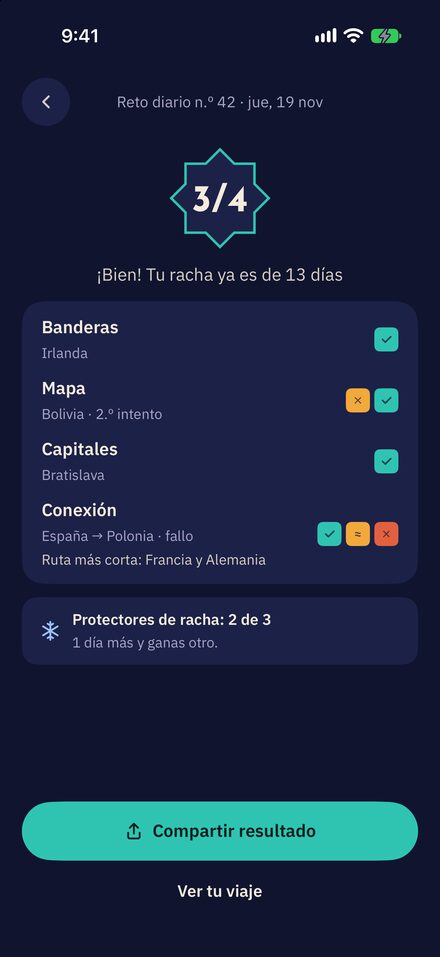 9:41
Reto diario n.º 42 · jue, 19 nov
3/4
¡Bien! Tu racha ya es de 13 días
Banderas
Irlanda
Mapa
Bolivia · 2.º intento
Capitales
Bratislava
Conexión
España → Polonia · fallo
Ruta más corta: Francia y Alemania
Protectores de racha: 2 de 3
1 día más y ganas otro.
Compartir resultado
Ver tu viaje